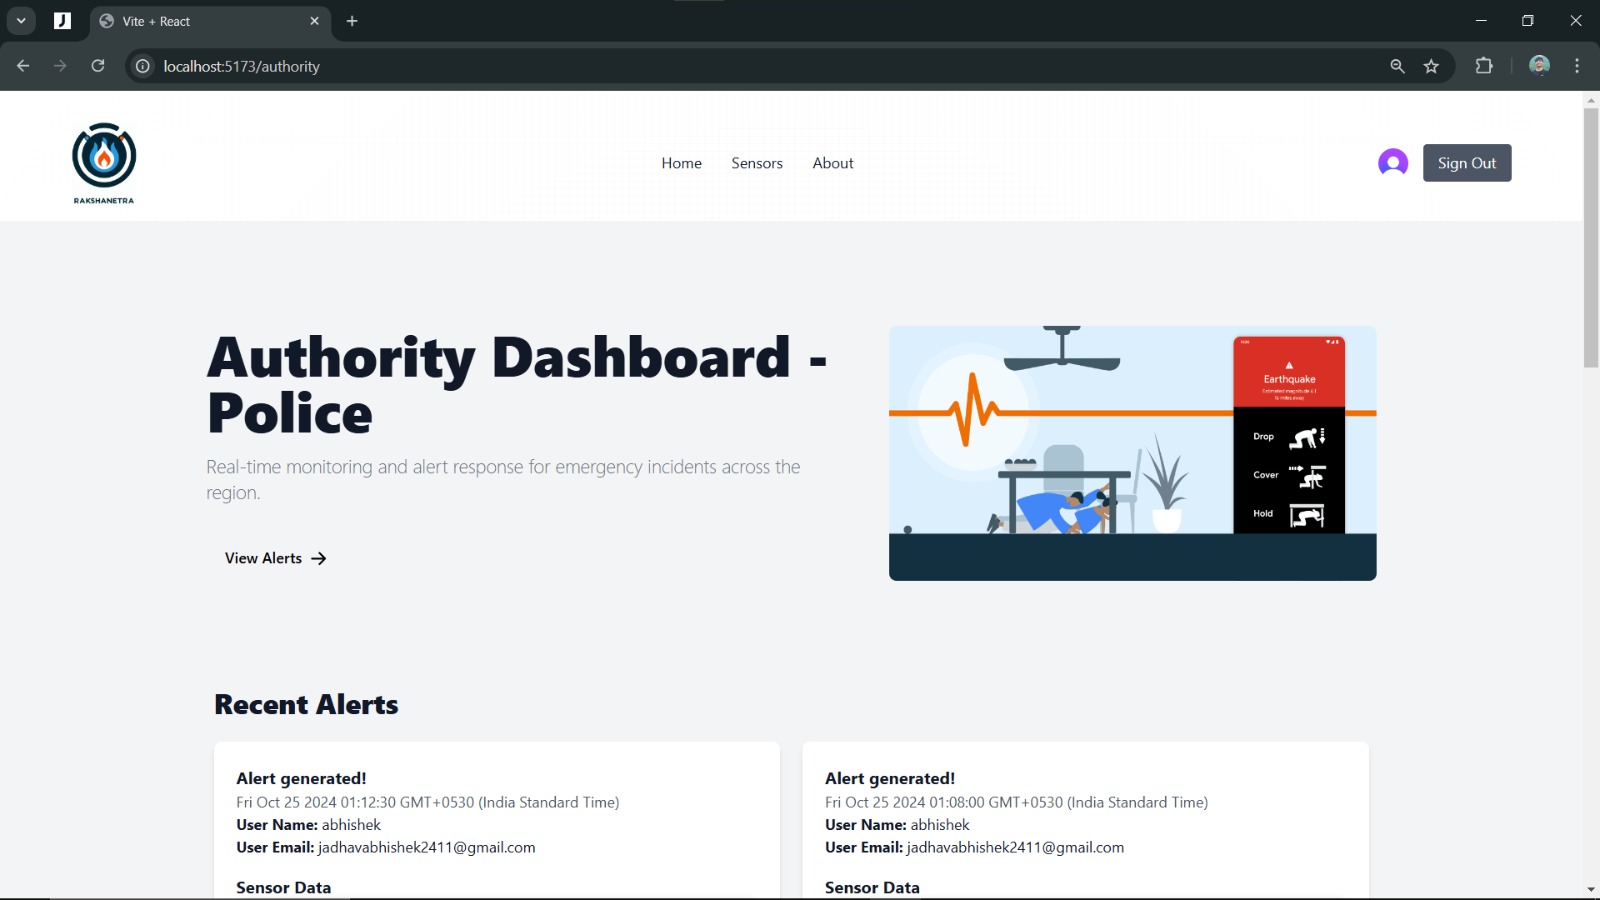 Vite + React
localhost:5173/authority
RAKSHANETRA
Home
Sensors
About
Sign Out
Authority Dashboard -
Police
Real-time monitoring and alert response for emergency incidents across the
region.
View Alerts
Earthquake
Drop
Cover
Hold
Recent Alerts
Alert generated!
Fri Oct 25 2024 01:12:30 GMT+0530 (India Standard Time)
User Name: abhishek
User Email: jadhavabhishek2411@gmail.com
Sensor Data
Alert generated!
Fri Oct 25 2024 01:08:00 GMT+0530 (India Standard Time)
User Name: abhishek
User Email: jadhavabhishek2411@gmail.com
Sensor Data